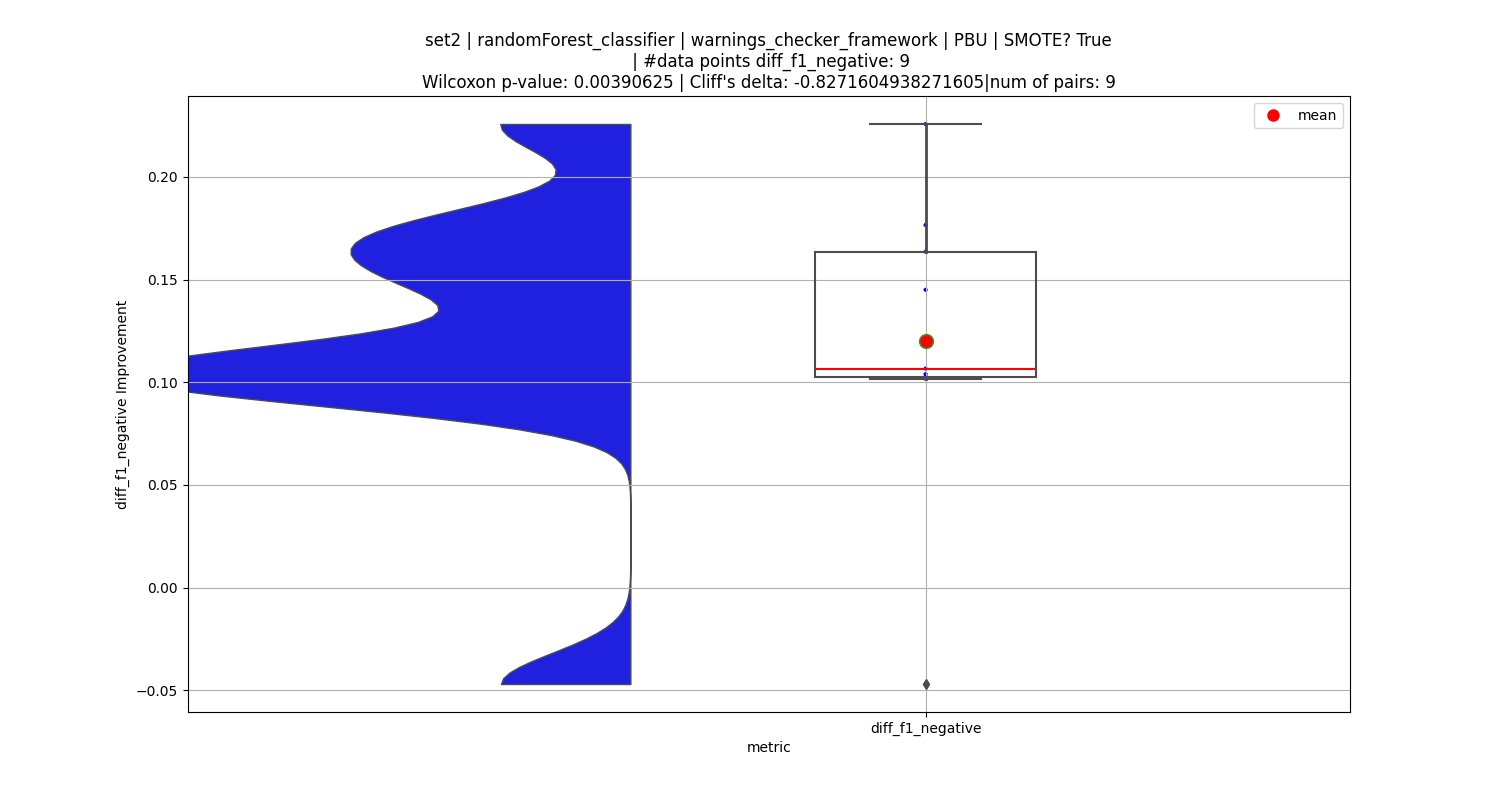 set2 | randomForest_classifier | warnings_checker_framework | PBU | SMOTE? True
| #data points diff_f1_negative: 9
Wilcoxon p-value: 0.00390625 | Cliff's delta: -0.8271604938271605|num of pairs: 9
mean
0.20
0.15
0.10
0.05
0.00
−0.05
diff_f1_negative Improvement
diff_f1_negative
metric